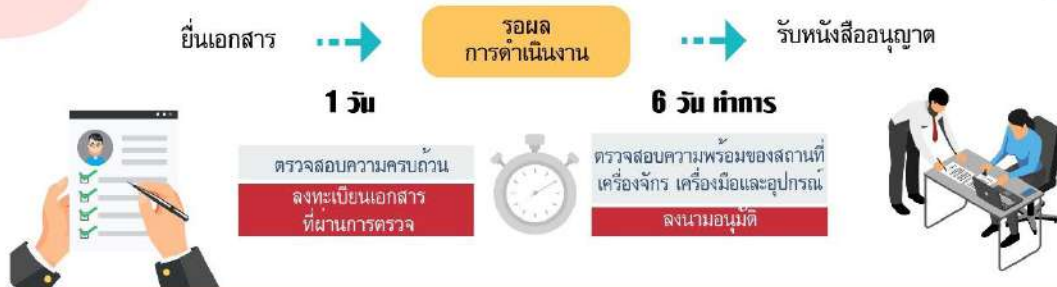 ยื่นเอกสาร
รอผล
การดำเนินงาน
รับหนังสืออนุญาต
1 วัน
6 วัน ทำการ
ตรวจสอบความครบถ้วน
ลงทะเบียนเอกสาร
ที่ผ่านการตรวจ
ตรวจสอบความพร้อมของสถานที่
เครื่องจักร เครื่องมือและอุปกรณ์
ลงนามอนุมัติ